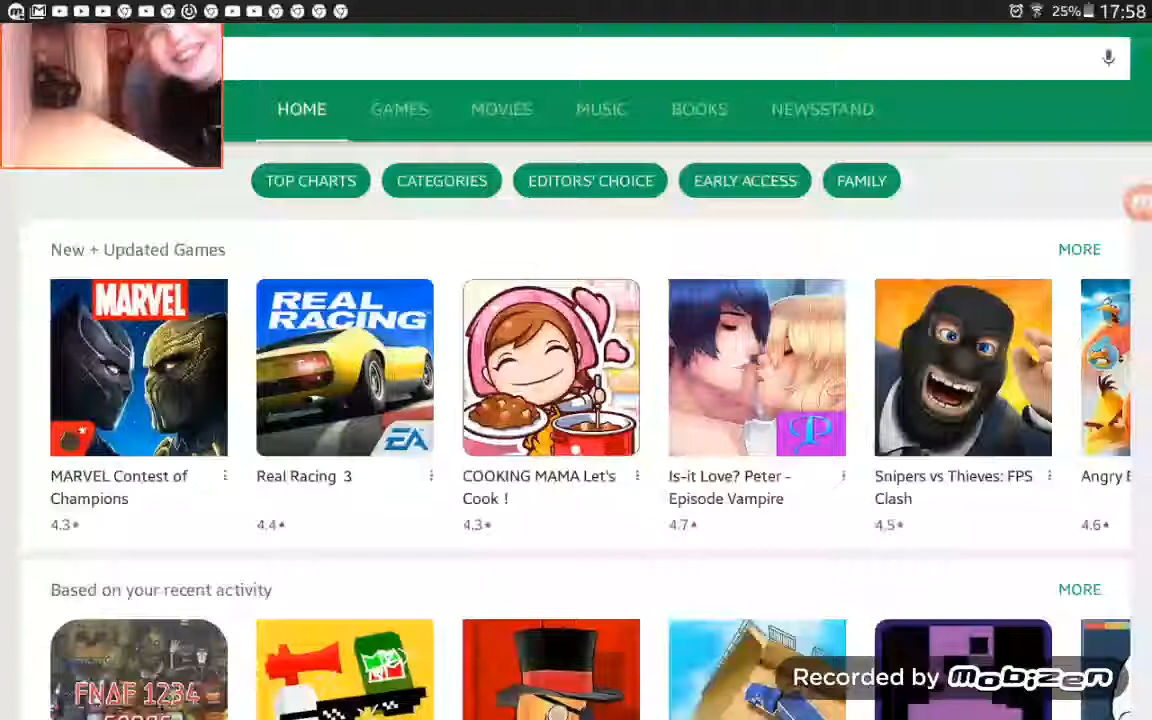 25% 17:58
HOME GAMES MOVIES MUSIC BOOKS NEWSSTAND
TOP CHARTS CATEGORIES EDITORS' CHOICE EARLY ACCESS FAMILY
New + Updated Games MORE
MARVEL
REAL
RACING
EA
MARVEL Contest of
Champions
4.3
Real Racing 3
4.4
COOKING MAMA Let's
Cook !
4.3
Is-it Love? Peter -
Episode Vampire
4.7
Snipers vs Thieves: FPS
Clash
4.5
Angry
4.6
Based on your recent activity MORE
FNAF 1234
Recorded by mobizen